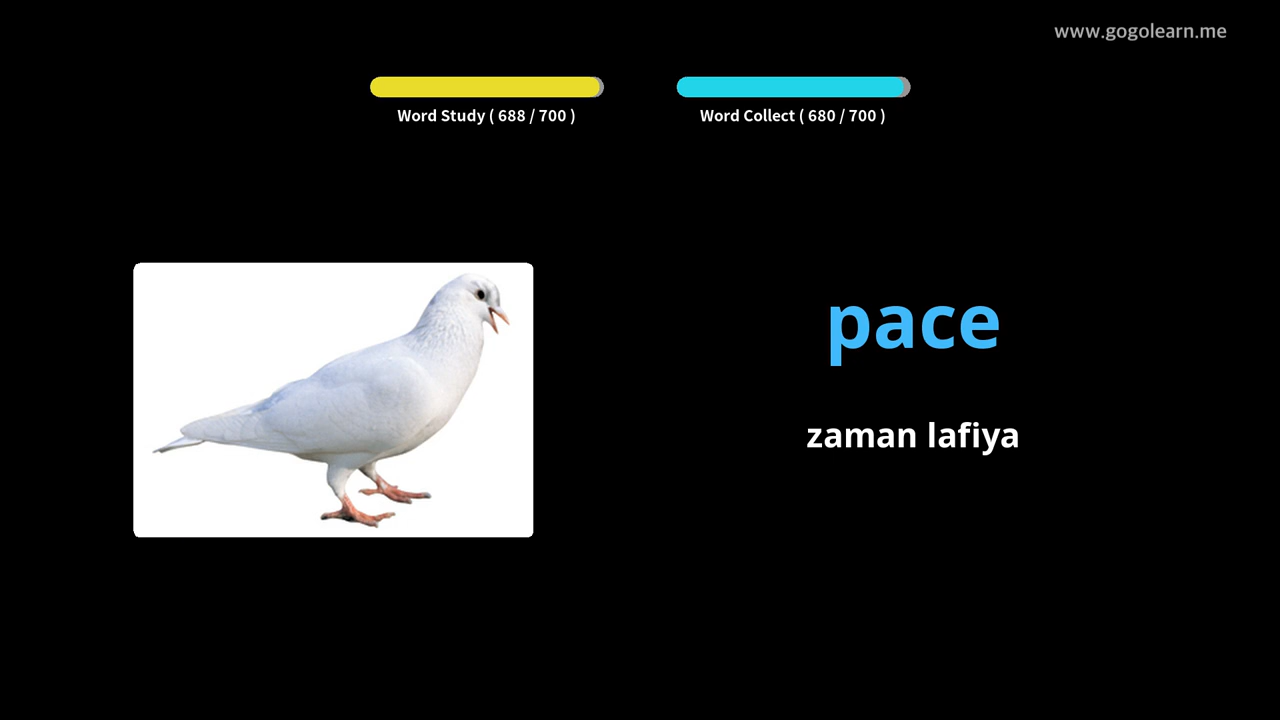 www.gogolearn.me
Word Study ( 688 / 700 )
Word Collect ( 680 / 700 )
pace
zaman lafiya